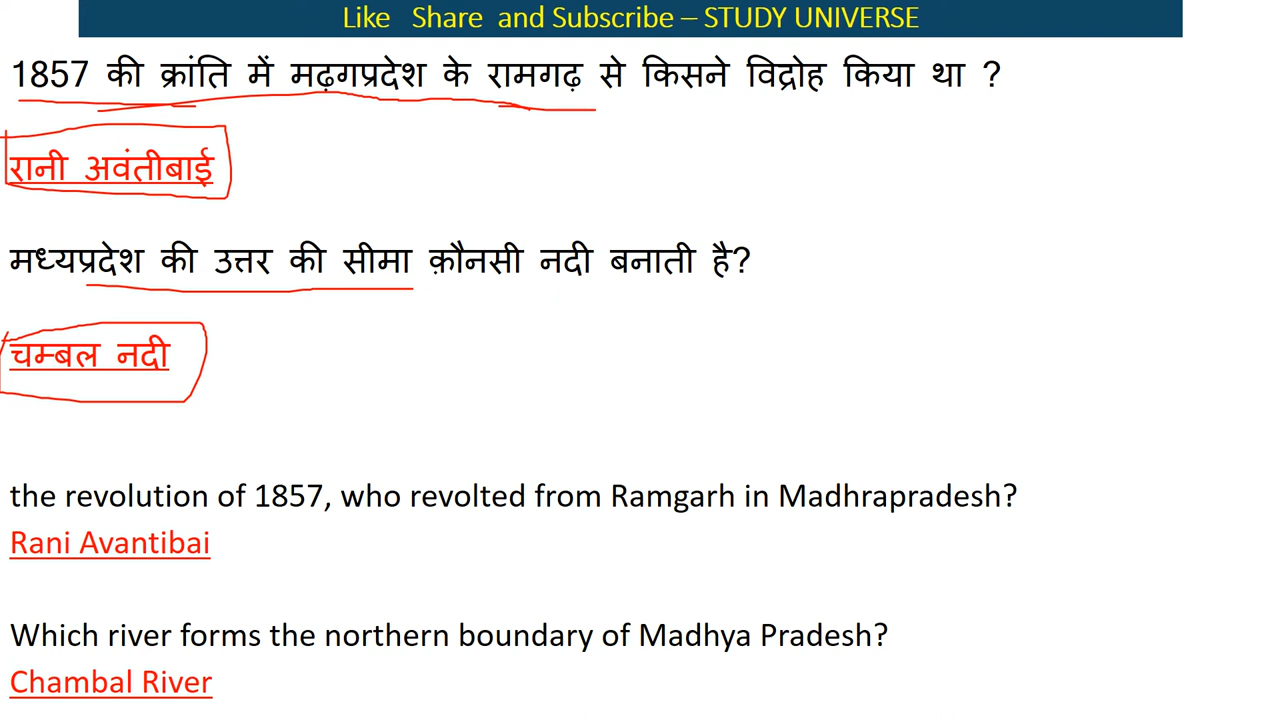 Like Share and Subscribe – STUDY UNIVERSE
1857 की क्रांति में मढ़गप्रदेश के रामगढ़ से किसने विद्रोह किया था ?
रानी अवंतीबाई
मध्यप्रदेश की उत्तर की सीमा क़ौनसी नदी बनाती है?
चम्बल नदी
the revolution of 1857, who revolted from Ramgarh in Madhrapradesh?
Rani Avantibai
Which river forms the northern boundary of Madhya Pradesh?
Chambal River